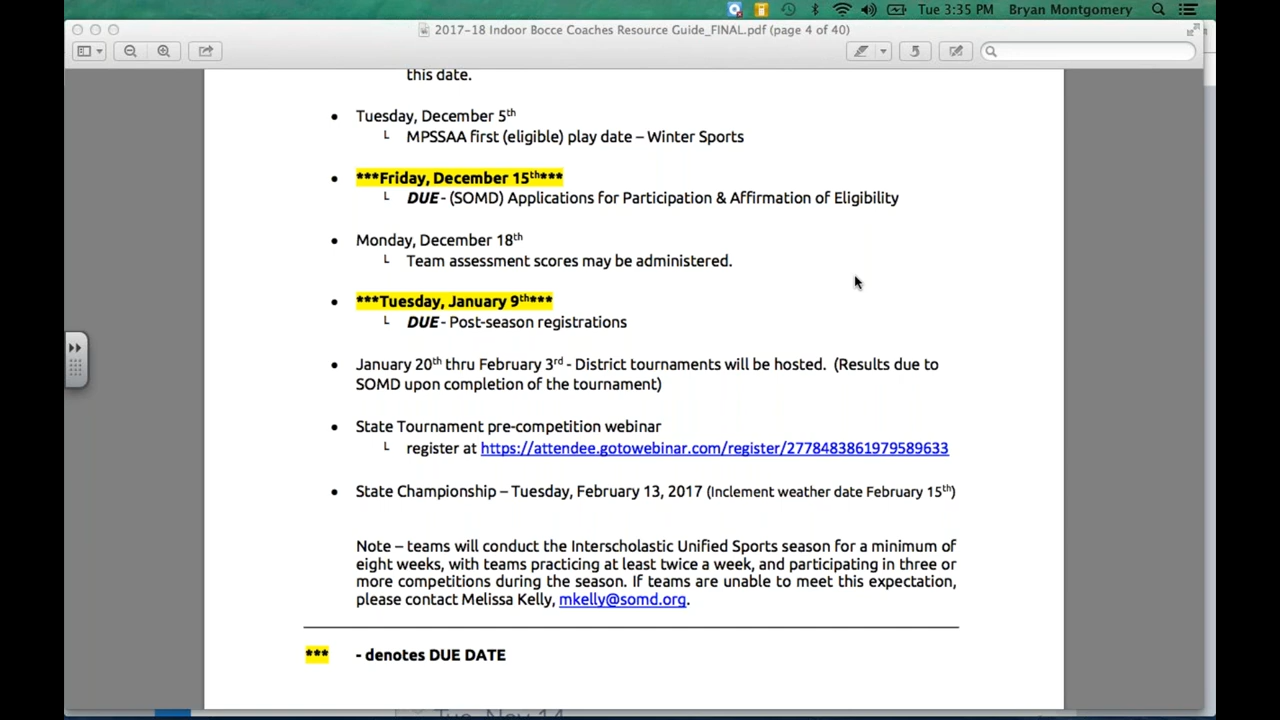 Tue 3:35 PM Bryan Montgomery
2017-18 Indoor Bocce Coaches Resource Guide_FINAL.pdf (page 4 of 40)
this date.
• Tuesday, December 5th
└ MPSSAA first (eligible) play date – Winter Sports
• ***Friday, December 15th***
└ DUE - (SOMD) Applications for Participation & Affirmation of Eligibility
• Monday, December 18th
└ Team assessment scores may be administered.
• ***Tuesday, January 9th***
└ DUE - Post-season registrations
• January 20th thru February 3rd - District tournaments will be hosted. (Results due to
SOMD upon completion of the tournament)
• State Tournament pre-competition webinar
└ register at https://attendee.gotowebinar.com/register/2778483861979589633
• State Championship – Tuesday, February 13, 2017 (Inclement weather date February 15th)
Note – teams will conduct the Interscholastic Unified Sports season for a minimum of
eight weeks, with teams practicing at least twice a week, and participating in three or
more competitions during the season. If teams are unable to meet this expectation,
please contact Melissa Kelly, mkelly@somd.org.
*** - denotes DUE DATE
Tue, Nov 14